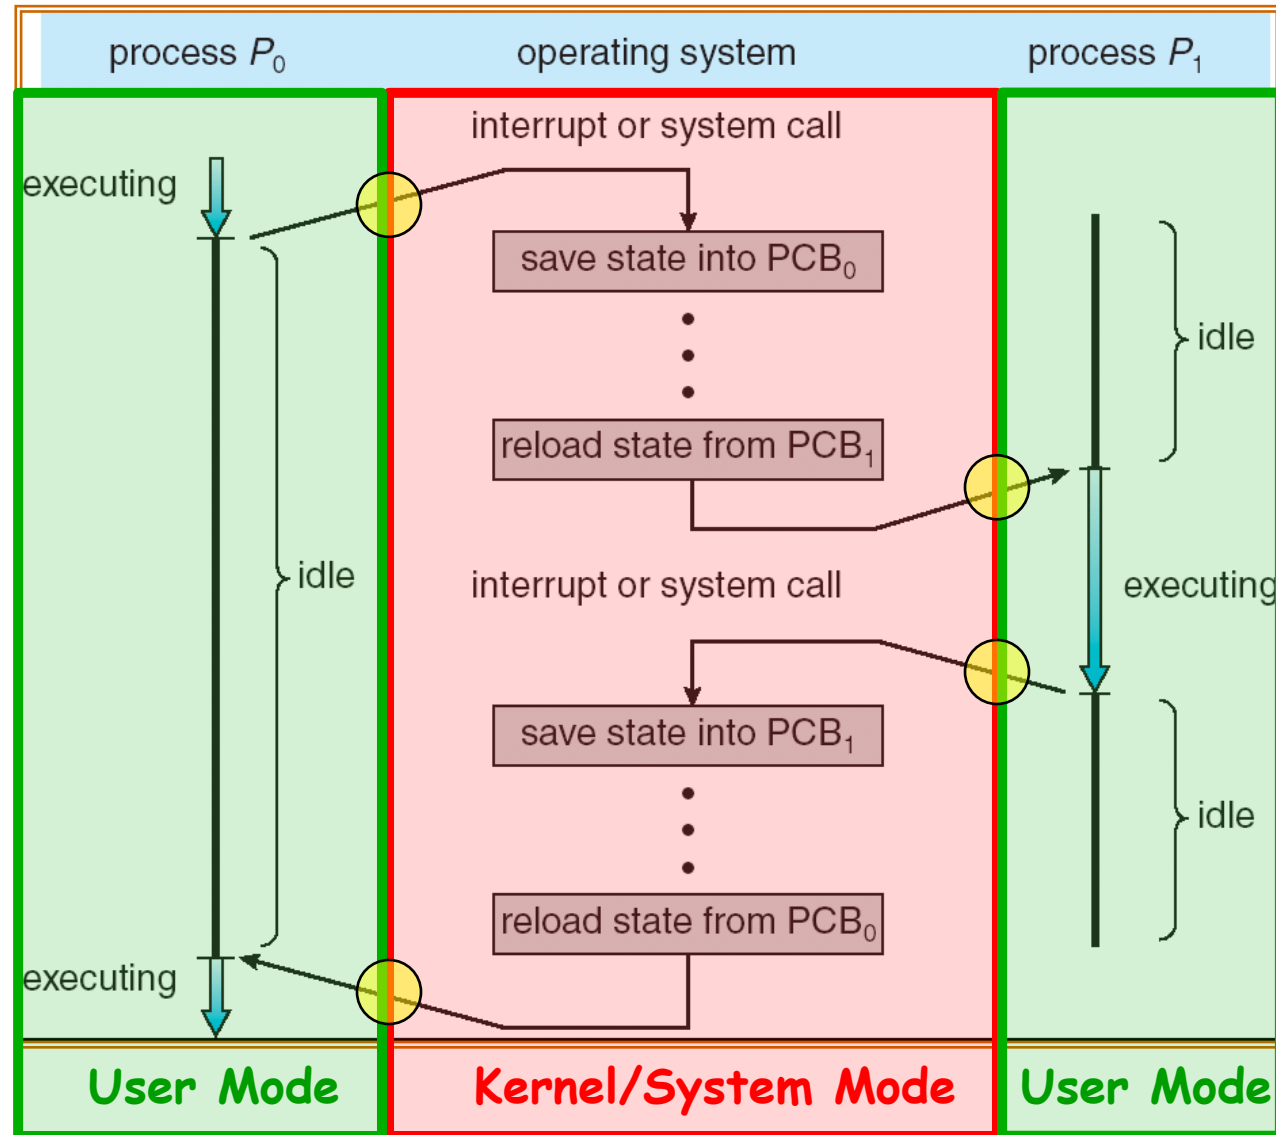 process P₀ operating system process P₁
interrupt or system call
executing
save state into PCB₀
idle
reload state from PCB₁
idle
interrupt or system call
executing
save state into PCB₁
idle
reload state from PCB₀
executing
User Mode Kernel/System Mode User Mode